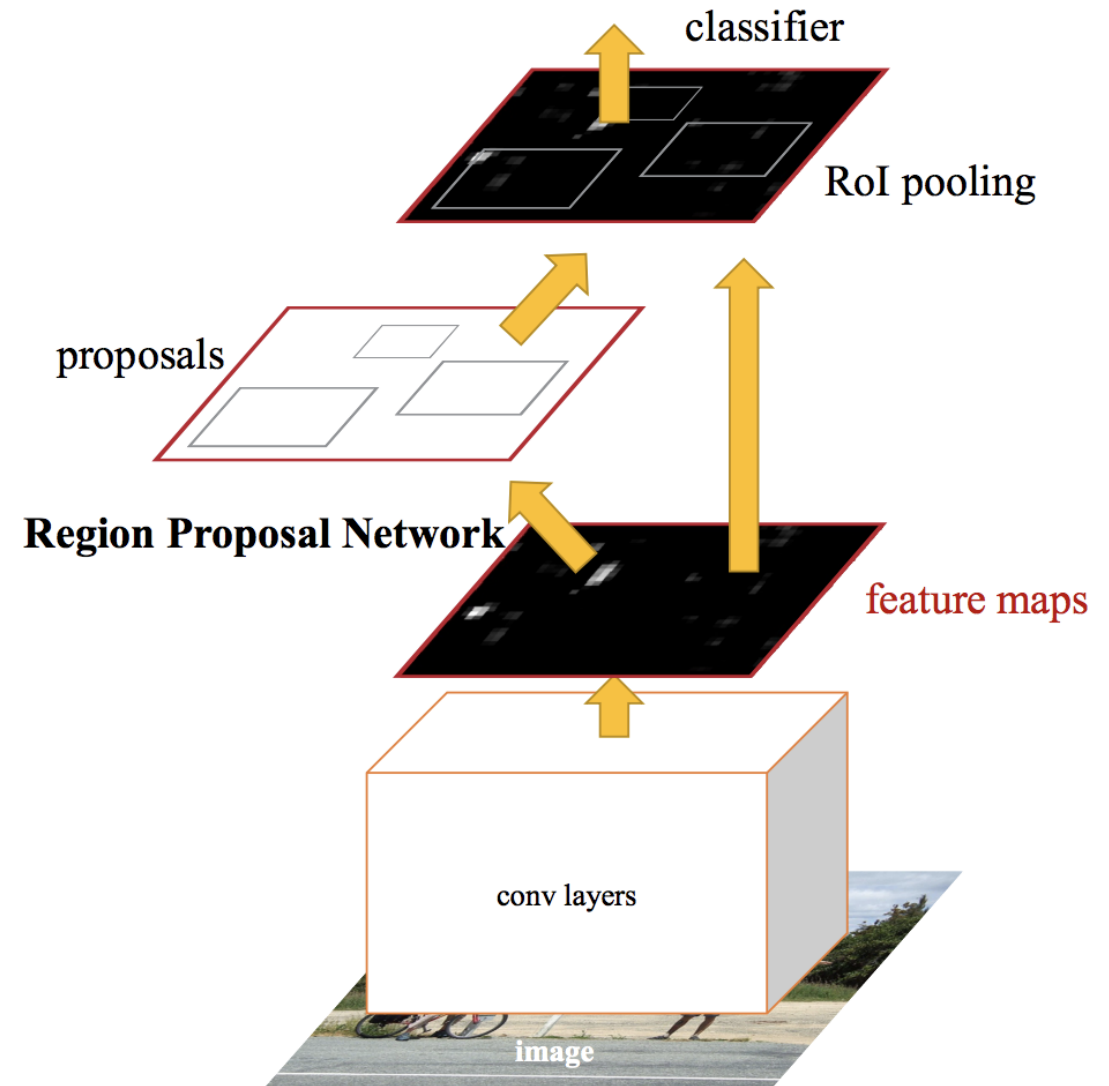 classifier
RoI pooling
proposals
Region Proposal Network
feature maps
conv layers
image